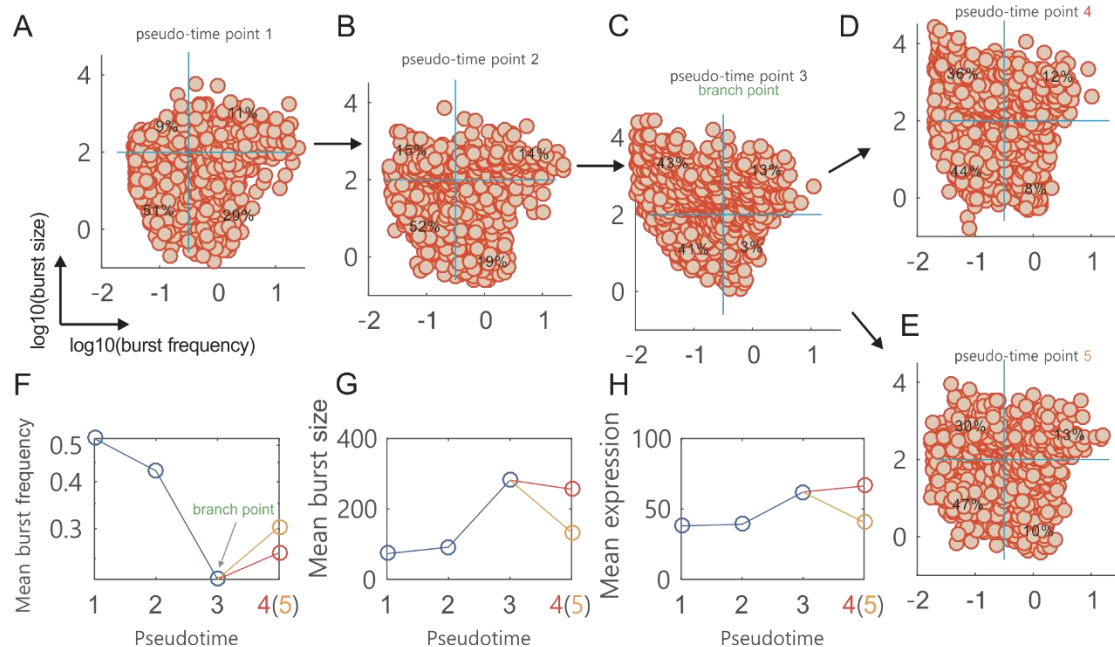 A
pseudo-time point 1
4
2
0
-2
-1
0
1
9%
11%
51%
29%
log10(burst size)
log10(burst frequency)
B
pseudo-time point 2
4
2
0
-2
-1
0
1
15%
14%
52%
19%
C
pseudo-time point 3
branch point
4
2
0
-2
-1
0
1
43%
13%
41%
3%
D
pseudo-time point 4
4
2
0
-2
-1
0
1
36%
12%
44%
8%
E
pseudo-time point 5
4
2
0
-2
-1
0
1
30%
13%
47%
10%
F
Mean burst frequency
0.5
0.4
0.3
branch point
1 2 3 4(5)
Pseudotime
G
Mean burst size
400
200
0
1 2 3 4(5)
Pseudotime
H
Mean expression
100
50
0
1 2 3 4(5)
Pseudotime